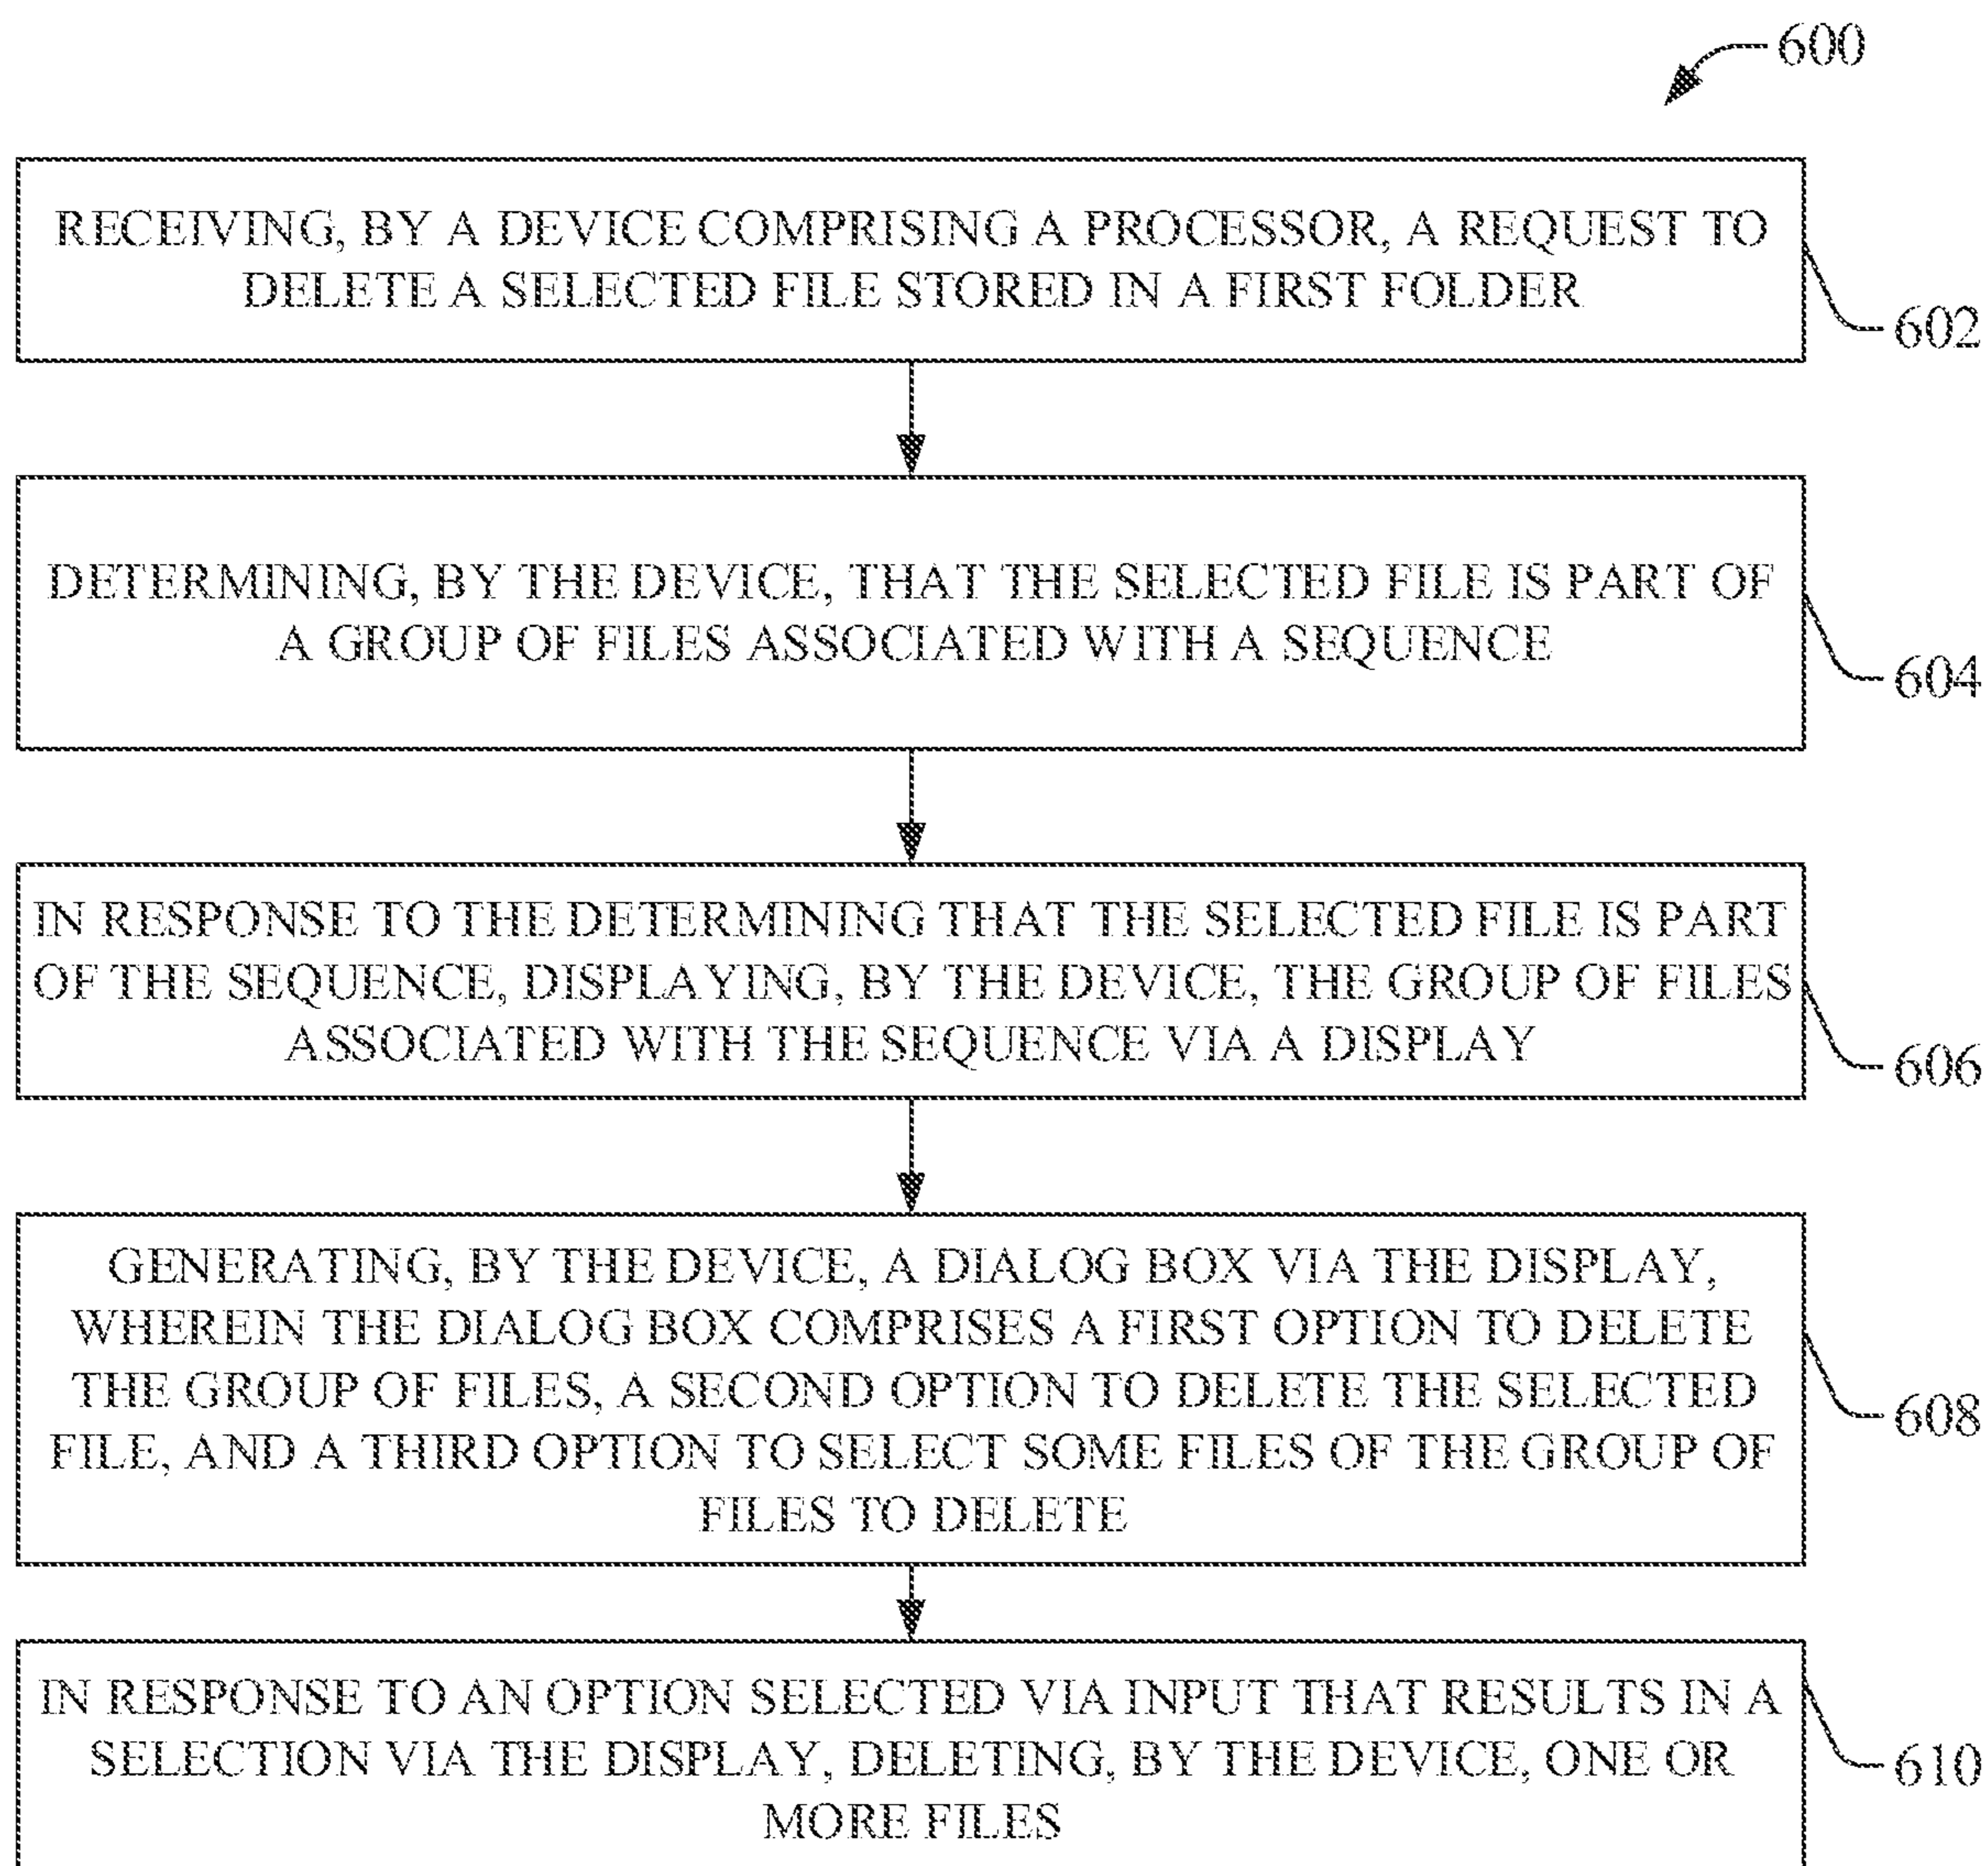 600
RECEIVING, BY A DEVICE COMPRISING A PROCESSOR, A REQUEST TO
DELETE A SELECTED FILE STORED IN A FIRST FOLDER
602
DETERMINING, BY THE DEVICE, THAT THE SELECTED FILE IS PART OF
A GROUP OF FILES ASSOCIATED WITH A SEQUENCE
604
IN RESPONSE TO THE DETERMINING THAT THE SELECTED FILE IS PART
OF THE SEQUENCE, DISPLAYING, BY THE DEVICE, THE GROUP OF FILES
ASSOCIATED WITH THE SEQUENCE VIA A DISPLAY
606
GENERATING, BY THE DEVICE, A DIALOG BOX VIA THE DISPLAY,
WHEREIN THE DIALOG BOX COMPRISES A FIRST OPTION TO DELETE
THE GROUP OF FILES, A SECOND OPTION TO DELETE THE SELECTED
FILE, AND A THIRD OPTION TO SELECT SOME FILES OF THE GROUP OF
FILES TO DELETE
608
IN RESPONSE TO AN OPTION SELECTED VIA INPUT THAT RESULTS IN A
SELECTION VIA THE DISPLAY, DELETING, BY THE DEVICE, ONE OR
MORE FILES
610